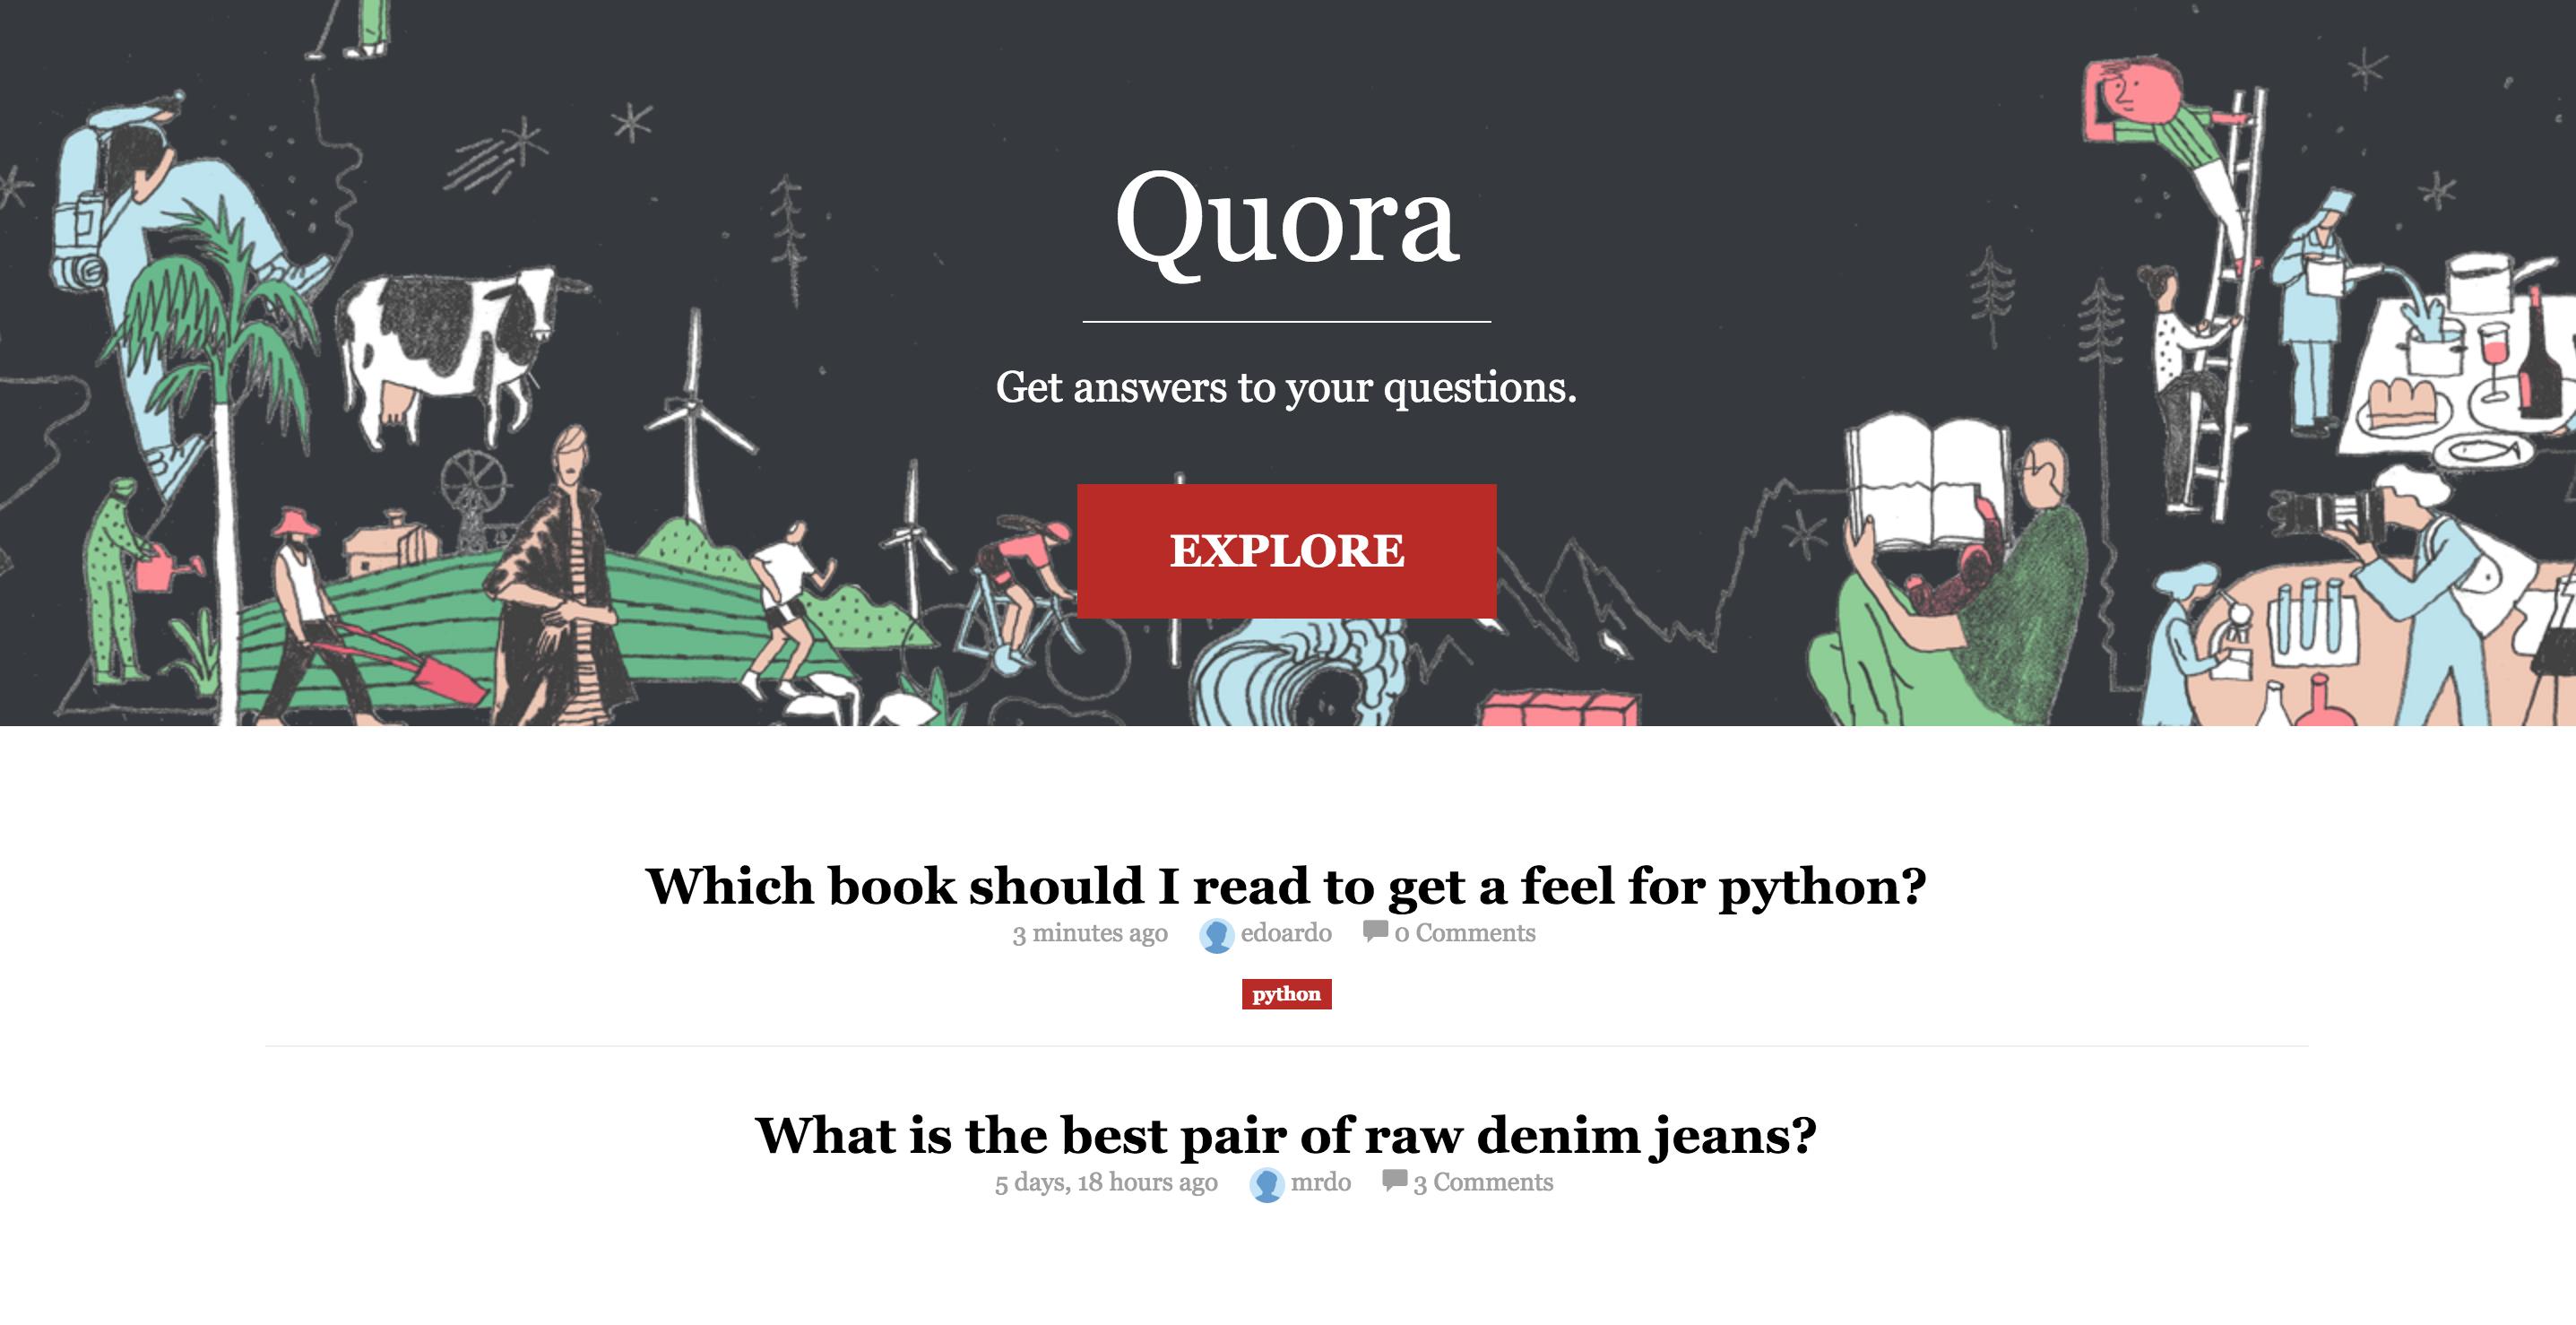 Quora
Get answers to your questions.
EXPLORE
Which book should I read to get a feel for python?
3 minutes ago edoardo 0 Comments
python
What is the best pair of raw denim jeans?
5 days, 18 hours ago mrdo 3 Comments